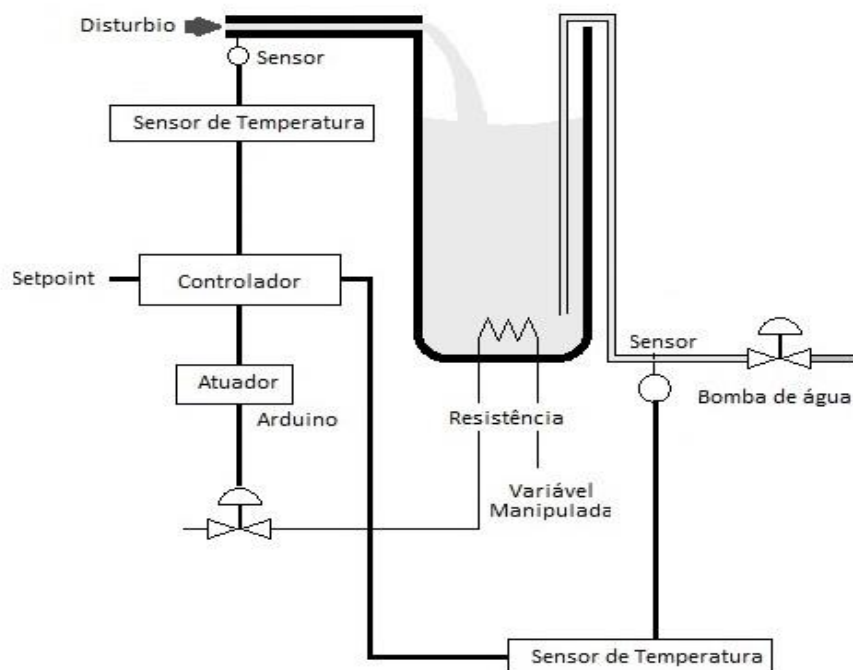 Disturbio
Sensor
Sensor de Temperatura
Setpoint
Controlador
Atuador
Arduino
Resistência
Variável
Manipulada
Sensor
Bomba de água
Sensor de Temperatura